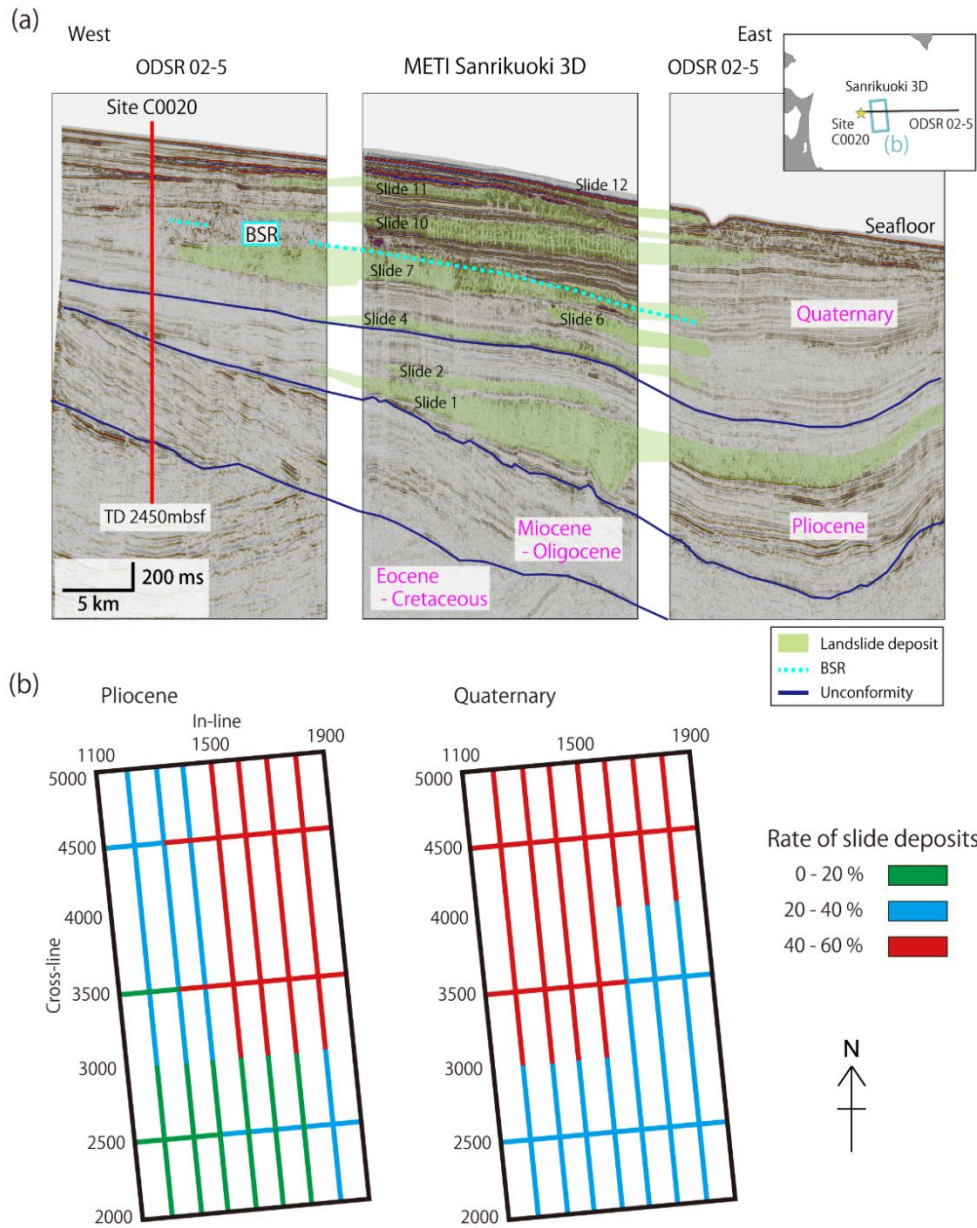 (a)
West
East
ODSR 02-5
METI Sanrikuoki 3D
ODSR 02-5
Sanrikuoki 3D
Site
C0020
ODSR 02-5
(b)
Site C0020
Slide 11
Slide 12
Slide 10
BSR
Seafloor
Slide 7
Slide 4
Slide 6
Quaternary
Slide 2
Slide 1
TD 2450mbsf
200 ms
5 km
Miocene
- Oligocene
Pliocene
Eocene
- Cretaceous
Landslide deposit
BSR
Unconformity
(b)
Pliocene
Quaternary
In-line
1100
1500
1900
5000
4500
4000
3500
3000
2500
2000
Cross-line
In-line
1100
1500
1900
5000
4500
4000
3500
3000
2500
2000
Rate of slide deposits
0 - 20 %
20 - 40 %
40 - 60 %
N